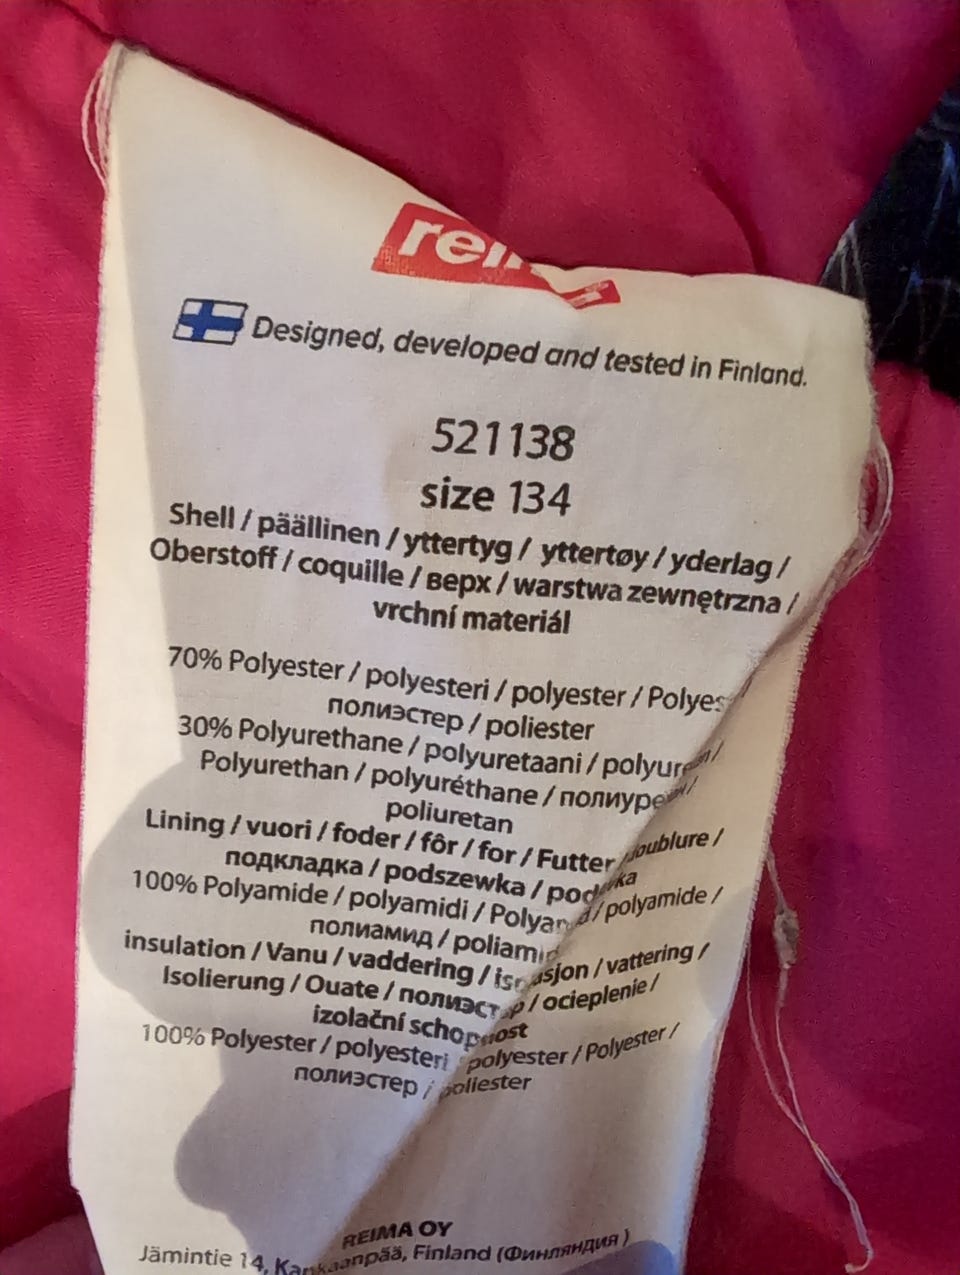 Designed, developed and tested in Finland.
521138
size 134
Shell / päällinen / yttertyg / yttertøy / yderlag /
Oberstoff / coquille / верх / warstwa zewnętrzna /
vrchní materiál
70% Polyester / polyesteri / polyester /
полиэстер / poliester
30% Polyurethane / polyuretaani /
Polyurethan / polyuréthane /
poliuretan
Lining / vuori / foder / fôr / for / Futter / doublure /
подкладка / podszewka /
100% Polyamide / polyamidi / / polyamide /
полиамид /
insulation / Vanu / vaddering / / vattering /
Isolierung / Ouate / / ocieplenie /
izolační schopnost
100% Polyester / polyesteri polyester / Polyester /
полиэстер / poliester
REIMA OY
Jämintie 14, Kankaanpää, Finland (Финляндия)